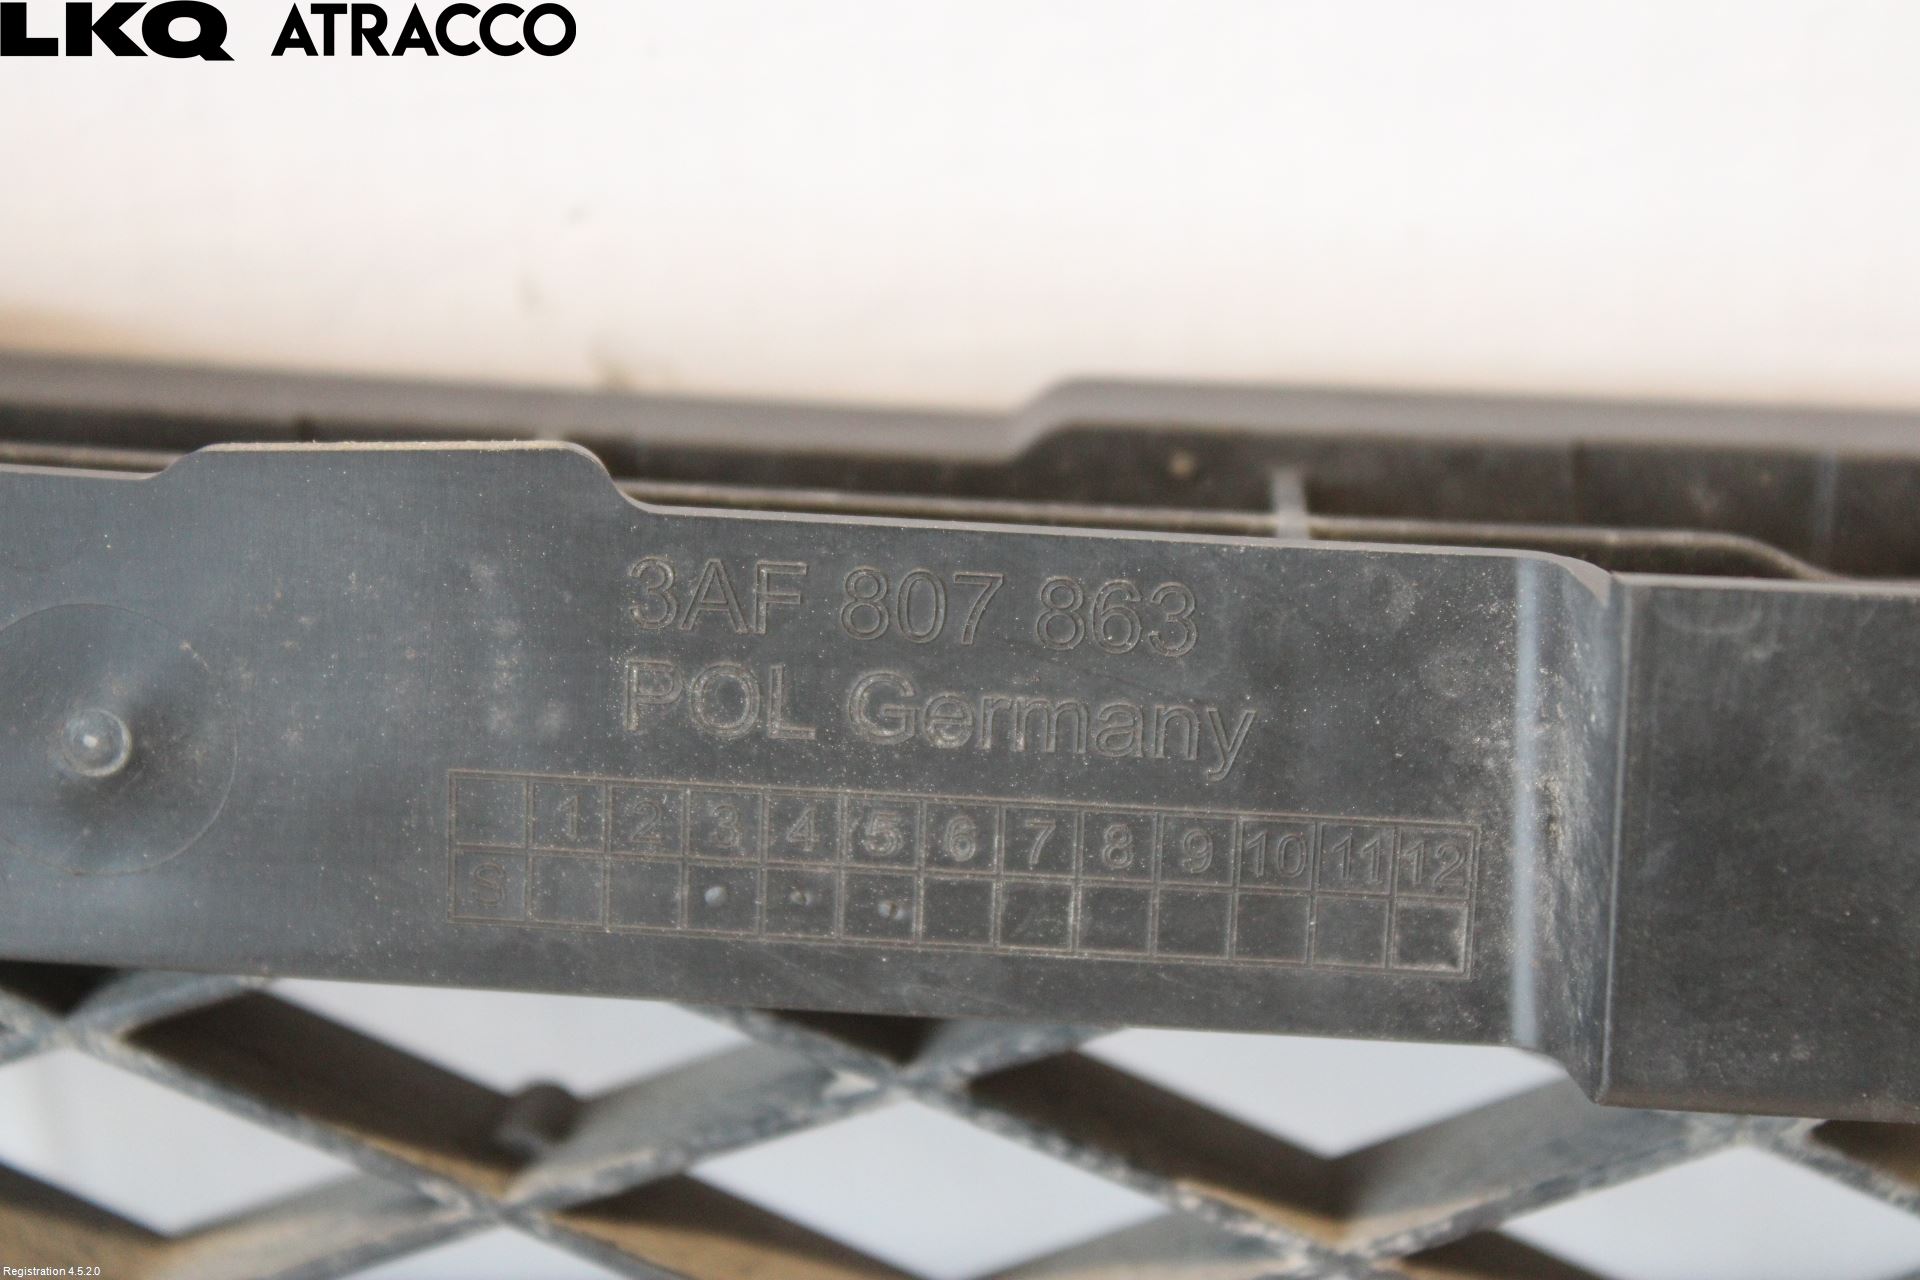 LKQ ATRACCO
3AF 807 863
POL Germany
1 2 3 4 5 6 7 8 9 10 11 12
S
Registration 4.5.2.0